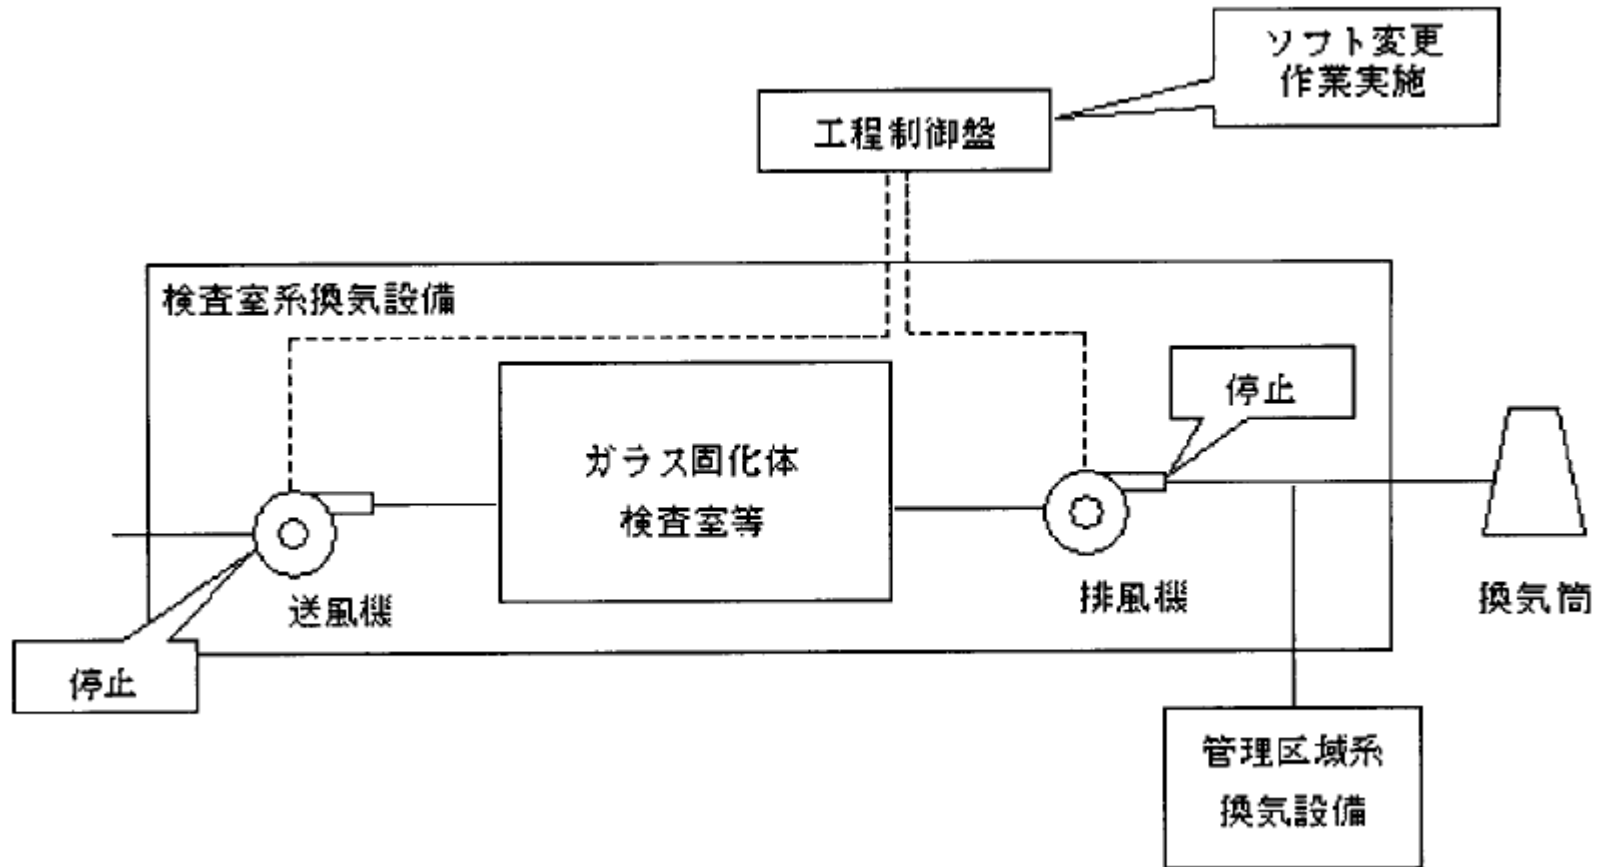 ソフト変更
作業実施
工程制御盤
検査室系換気設備
停止
ガラス固化体
検査室等
送風機
排風機
換気筒
停止
管理区域系
換気設備